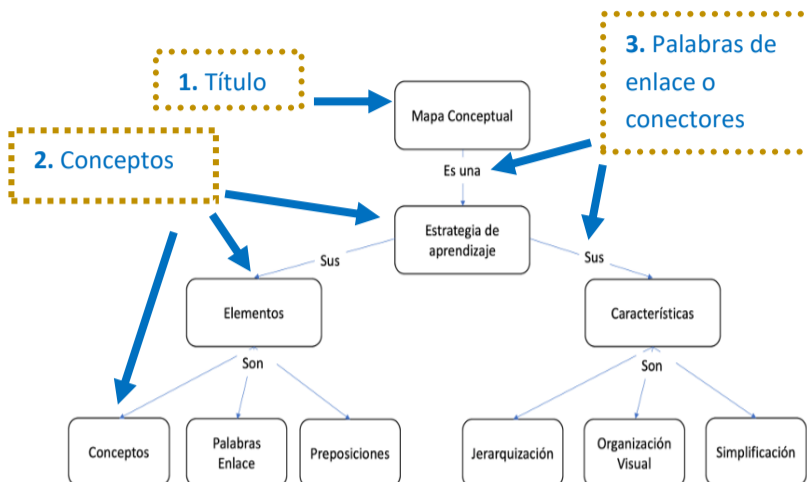 1. Título
3. Palabras de
enlace o
conectores
Mapa Conceptual
2. Conceptos
Es una
Estrategia de
aprendizaje
Sus
Sus
Elementos
Características
Son
Son
Conceptos
Palabras
Enlace
Preposiciones
Jerarquización
Organización
Visual
Simplificación